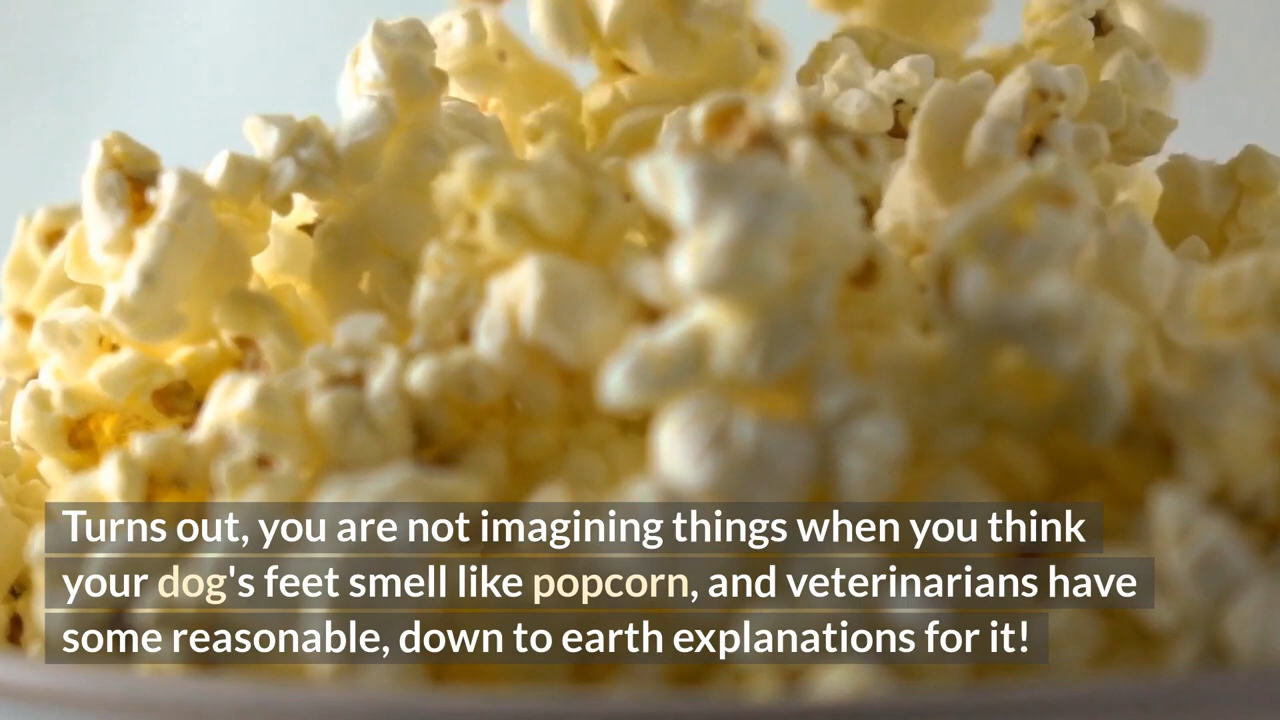 Turns out, you are not imagining things when you think
your dog's feet smell like popcorn, and veterinarians have
some reasonable, down to earth explanations for it!